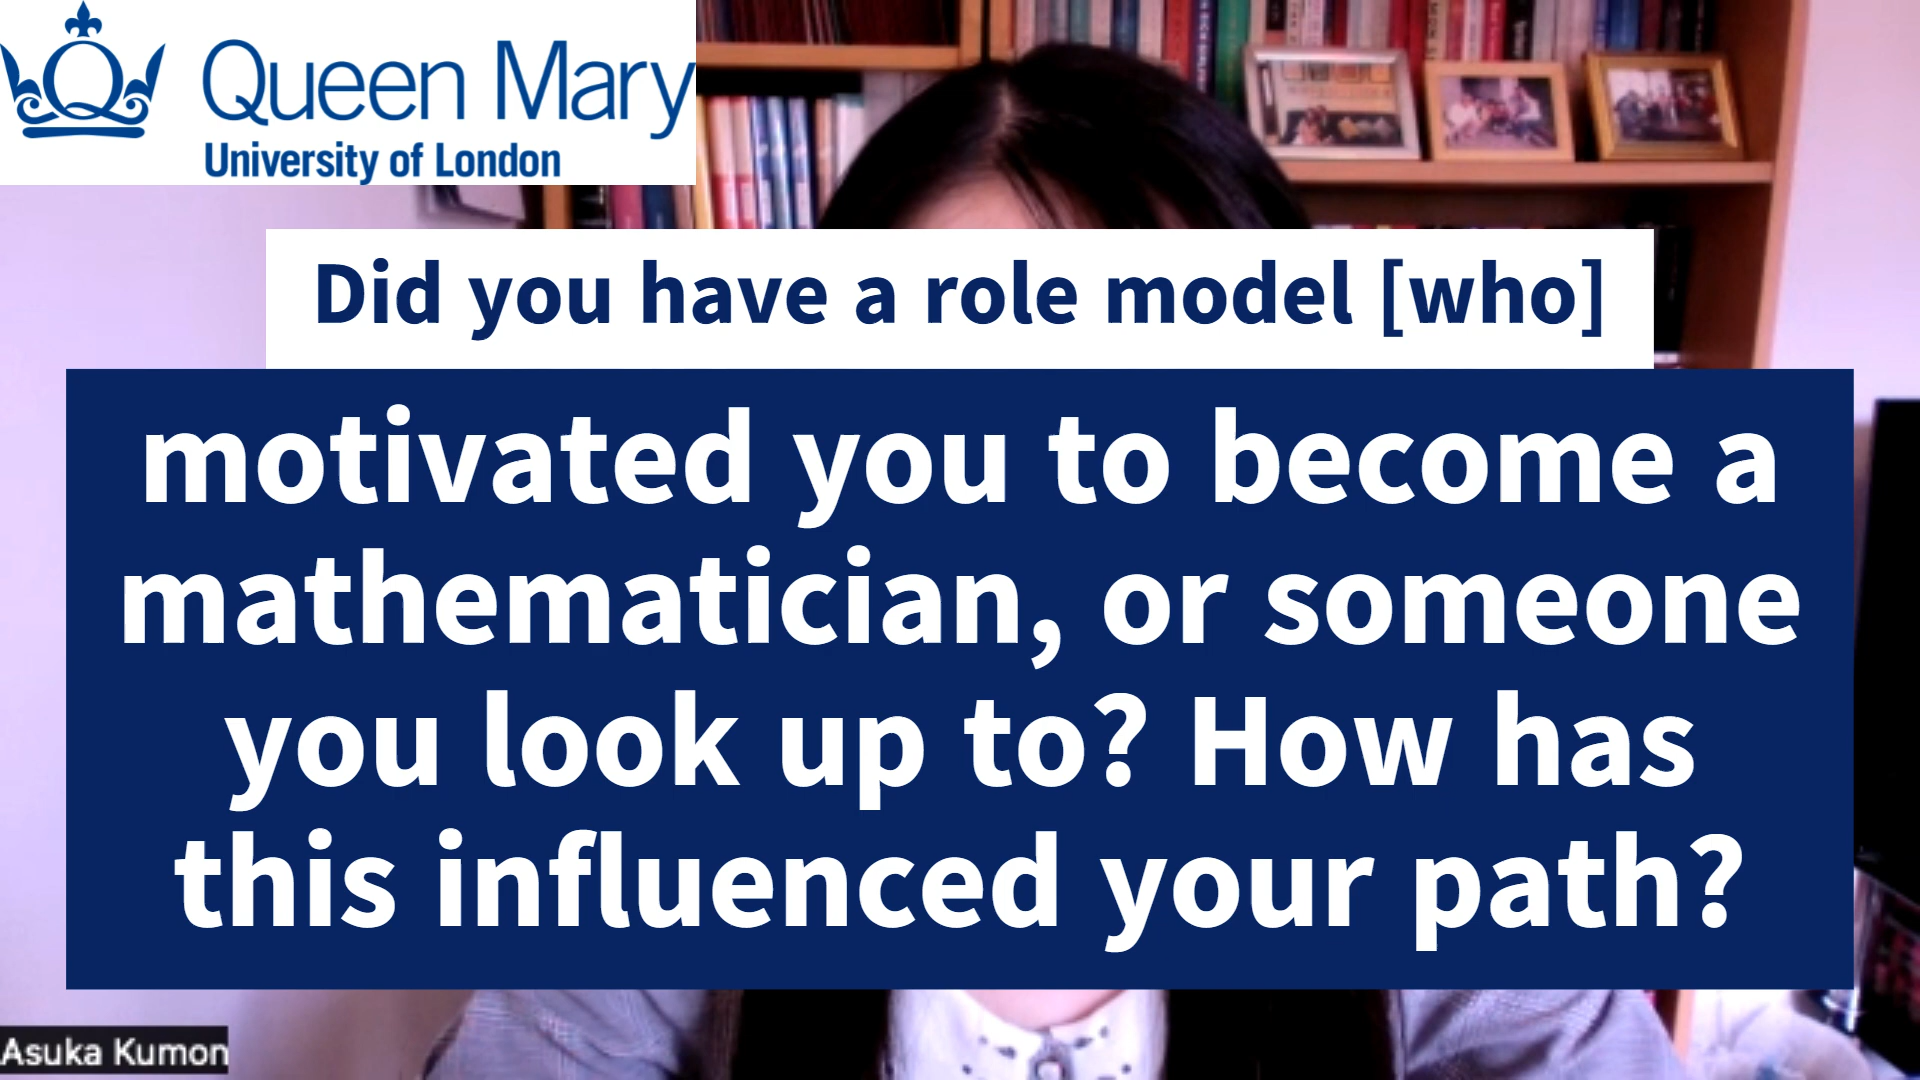 Queen Mary
University of London
Did you have a role model [who]
motivated you to become a
mathematician, or someone
you look up to? How has
this influenced your path?
Asuka Kumon